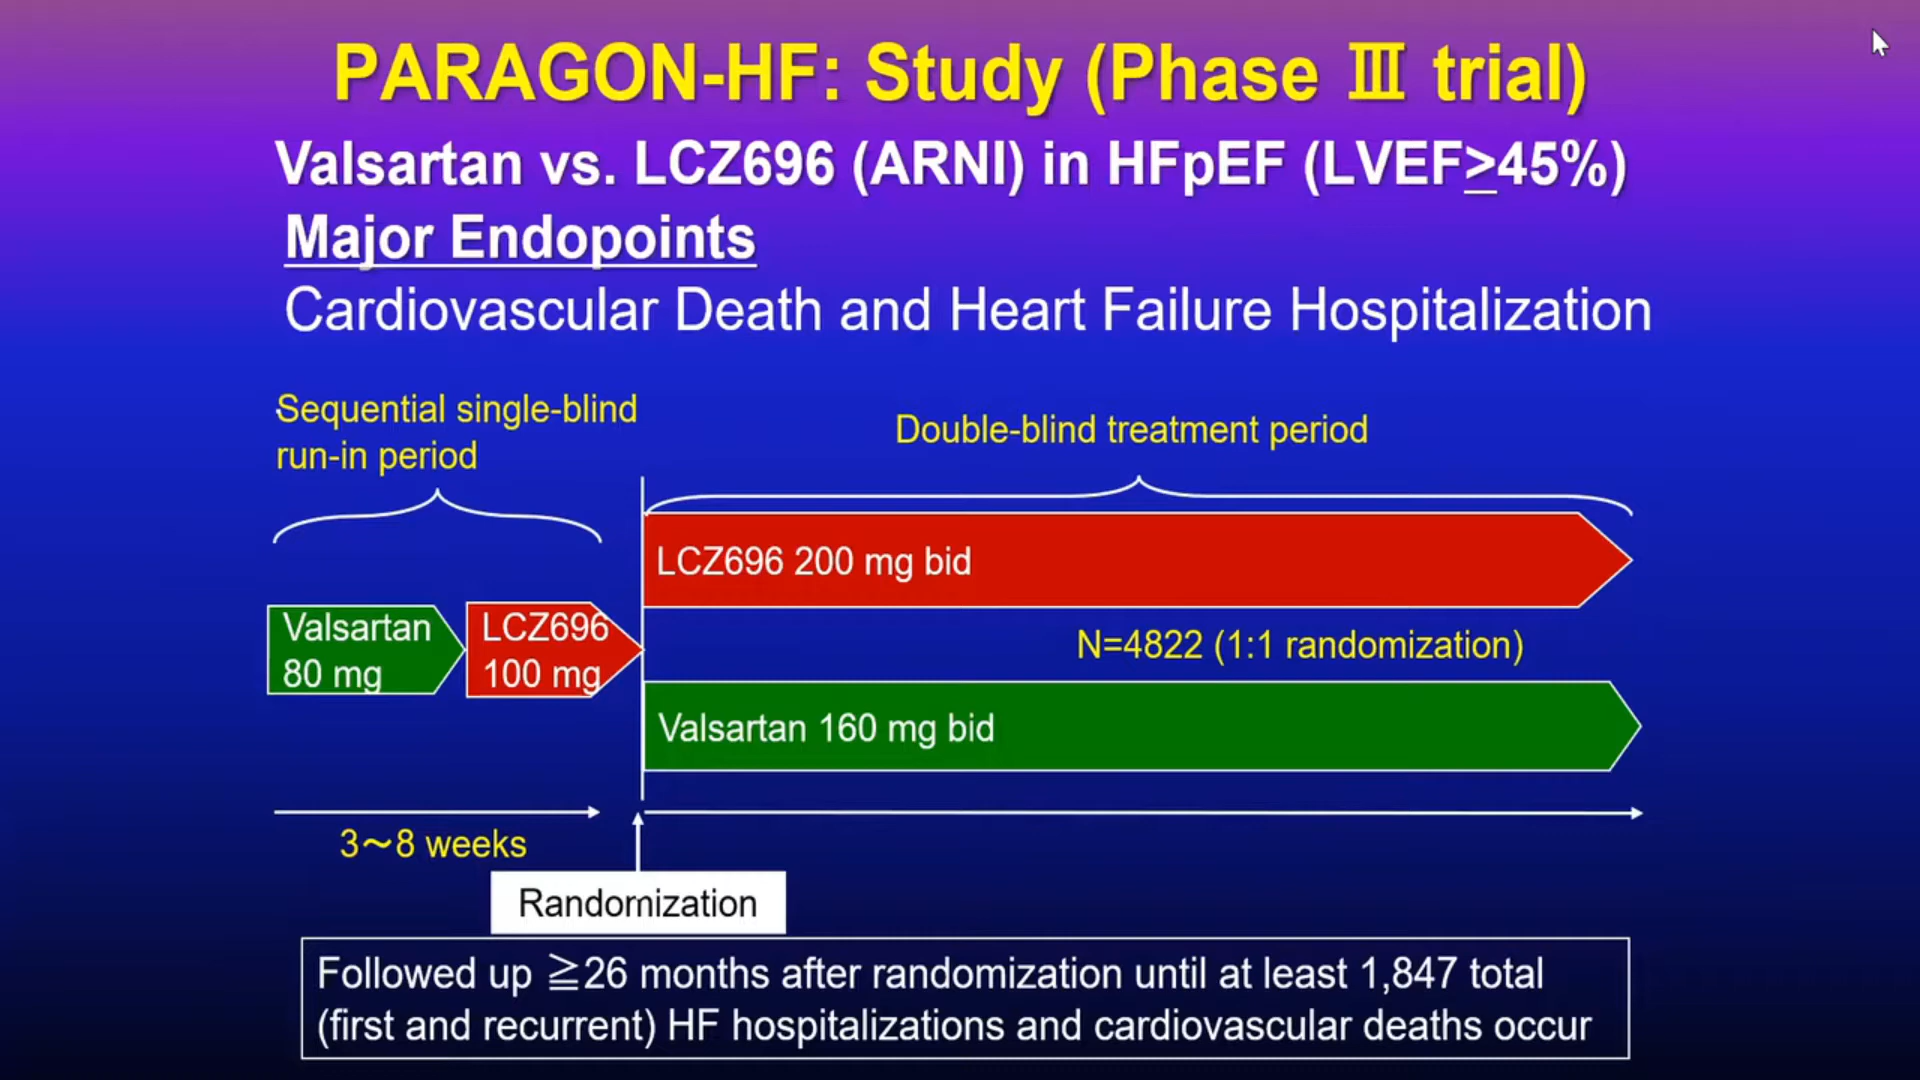 PARAGON-HF: Study (Phase Ⅲ trial)
Valsartan vs. LCZ696 (ARNI) in HFpEF (LVEF≥45%)
Major Endopoints
Cardiovascular Death and Heart Failure Hospitalization
Sequential single-blind
run-in period
Double-blind treatment period
LCZ696 200 mg bid
Valsartan
80 mg
LCZ696
100 mg
N=4822 (1:1 randomization)
Valsartan 160 mg bid
3～8 weeks
Randomization
Followed up ≧26 months after randomization until at least 1,847 total
(first and recurrent) HF hospitalizations and cardiovascular deaths occur